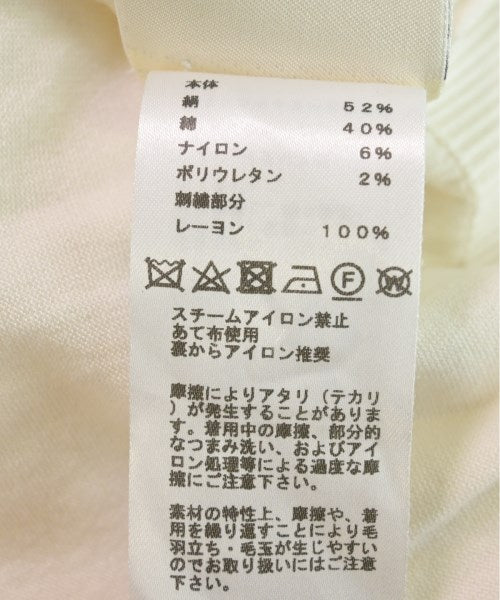 本体
絹 52%
綿 40%
ナイロン 6%
ポリウレタン 2%
刺繍部分
レーヨン 100%
F W
スチームアイロン禁止
あて布使用
裏からアイロン推奨
摩擦によりアタリ(テカリ
)が発生することがありま
す。着用中の摩擦、部分的
なつまみ洗い、およびアイ
ロン処理等による過度な摩
擦にご注意下さい。
素材の特性上、摩擦や、着
用を繰り返すことにより毛
羽立ち・毛玉が生じやすい
のでお取り扱いにはご注意
下さい。